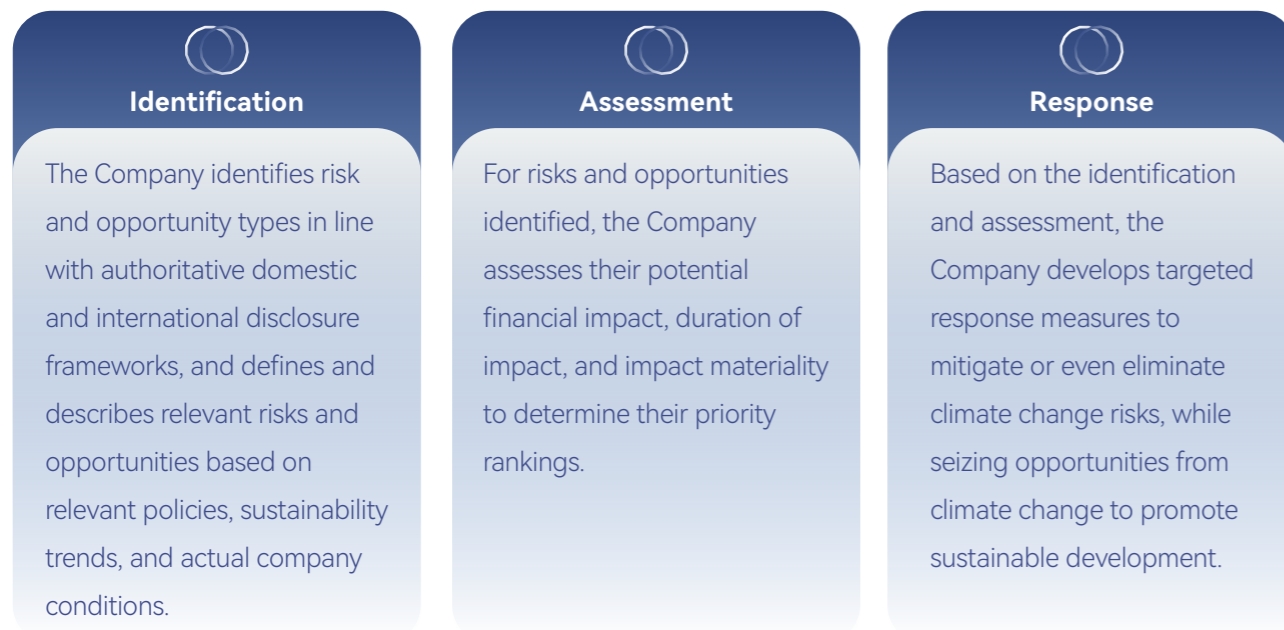 Identification
The Company identifies risk
and opportunity types in line
with authoritative domestic
and international disclosure
frameworks, and defines and
describes relevant risks and
opportunities based on
relevant policies, sustainability
trends, and actual company
conditions.
Assessment
For risks and opportunities
identified, the Company
assesses their potential
financial impact, duration of
impact, and impact materiality
to determine their priority
rankings.
Response
Based on the identification
and assessment, the
Company develops targeted
response measures to
mitigate or even eliminate
climate change risks, while
seizing opportunities from
climate change to promote
sustainable development.